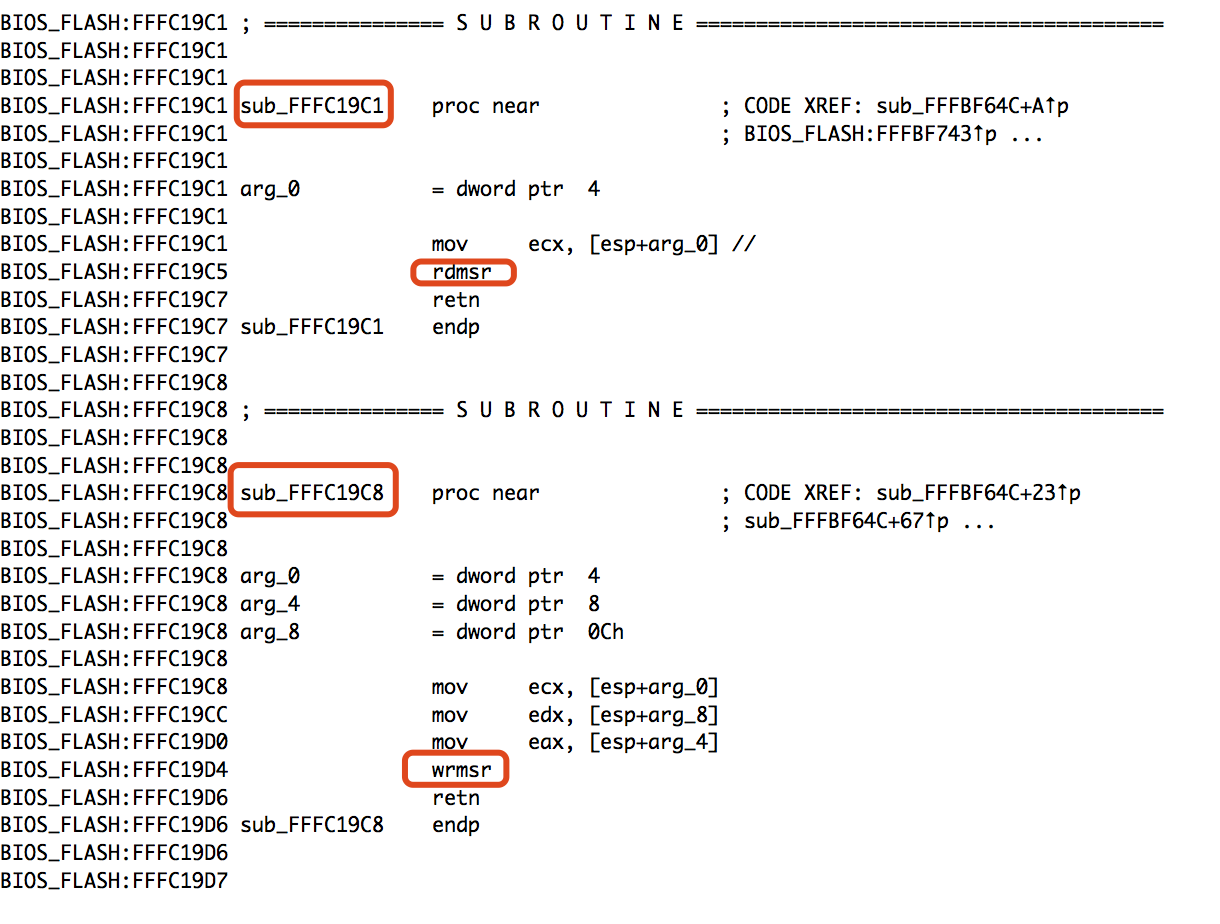 BIOS_FLASH:FFFC19C1 ; =============== S U B R O U T I N E =======================================
BIOS_FLASH:FFFC19C1
BIOS_FLASH:FFFC19C1
BIOS_FLASH:FFFC19C1 sub_FFFC19C1    proc near               ; CODE XREF: sub_FFFBF64C+A↑p
BIOS_FLASH:FFFC19C1                                         ; BIOS_FLASH:FFFBF743↑p ...
BIOS_FLASH:FFFC19C1
BIOS_FLASH:FFFC19C1 arg_0           = dword ptr  4
BIOS_FLASH:FFFC19C1
BIOS_FLASH:FFFC19C1                 mov     ecx, [esp+arg_0] //
BIOS_FLASH:FFFC19C5                 rdmsr
BIOS_FLASH:FFFC19C7                 retn
BIOS_FLASH:FFFC19C7 sub_FFFC19C1    endp
BIOS_FLASH:FFFC19C7
BIOS_FLASH:FFFC19C8
BIOS_FLASH:FFFC19C8 ; =============== S U B R O U T I N E =======================================
BIOS_FLASH:FFFC19C8
BIOS_FLASH:FFFC19C8
BIOS_FLASH:FFFC19C8 sub_FFFC19C8    proc near               ; CODE XREF: sub_FFFBF64C+23↑p
BIOS_FLASH:FFFC19C8                                         ; sub_FFFBF64C+67↑p ...
BIOS_FLASH:FFFC19C8
BIOS_FLASH:FFFC19C8 arg_0           = dword ptr  4
BIOS_FLASH:FFFC19C8 arg_4           = dword ptr  8
BIOS_FLASH:FFFC19C8 arg_8           = dword ptr  0Ch
BIOS_FLASH:FFFC19C8
BIOS_FLASH:FFFC19C8                 mov     ecx, [esp+arg_0]
BIOS_FLASH:FFFC19CC                 mov     edx, [esp+arg_8]
BIOS_FLASH:FFFC19D0                 mov     eax, [esp+arg_4]
BIOS_FLASH:FFFC19D4                 wrmsr
BIOS_FLASH:FFFC19D6                 retn
BIOS_FLASH:FFFC19D6 sub_FFFC19C8    endp
BIOS_FLASH:FFFC19D6
BIOS_FLASH:FFFC19D7